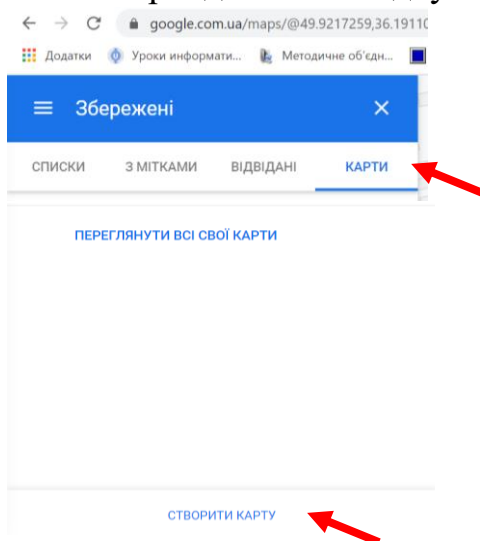 google.com.ua/maps/@49.9217259,36.1911
Додатки Уроки информати... Методичне об'єдн...
Збережені
СПИСКИ З МІТКАМИ ВІДВІДАНІ КАРТИ
ПЕРЕГЛЯНУТИ ВСІ СВОЇ КАРТИ
СТВОРИТИ КАРТУ